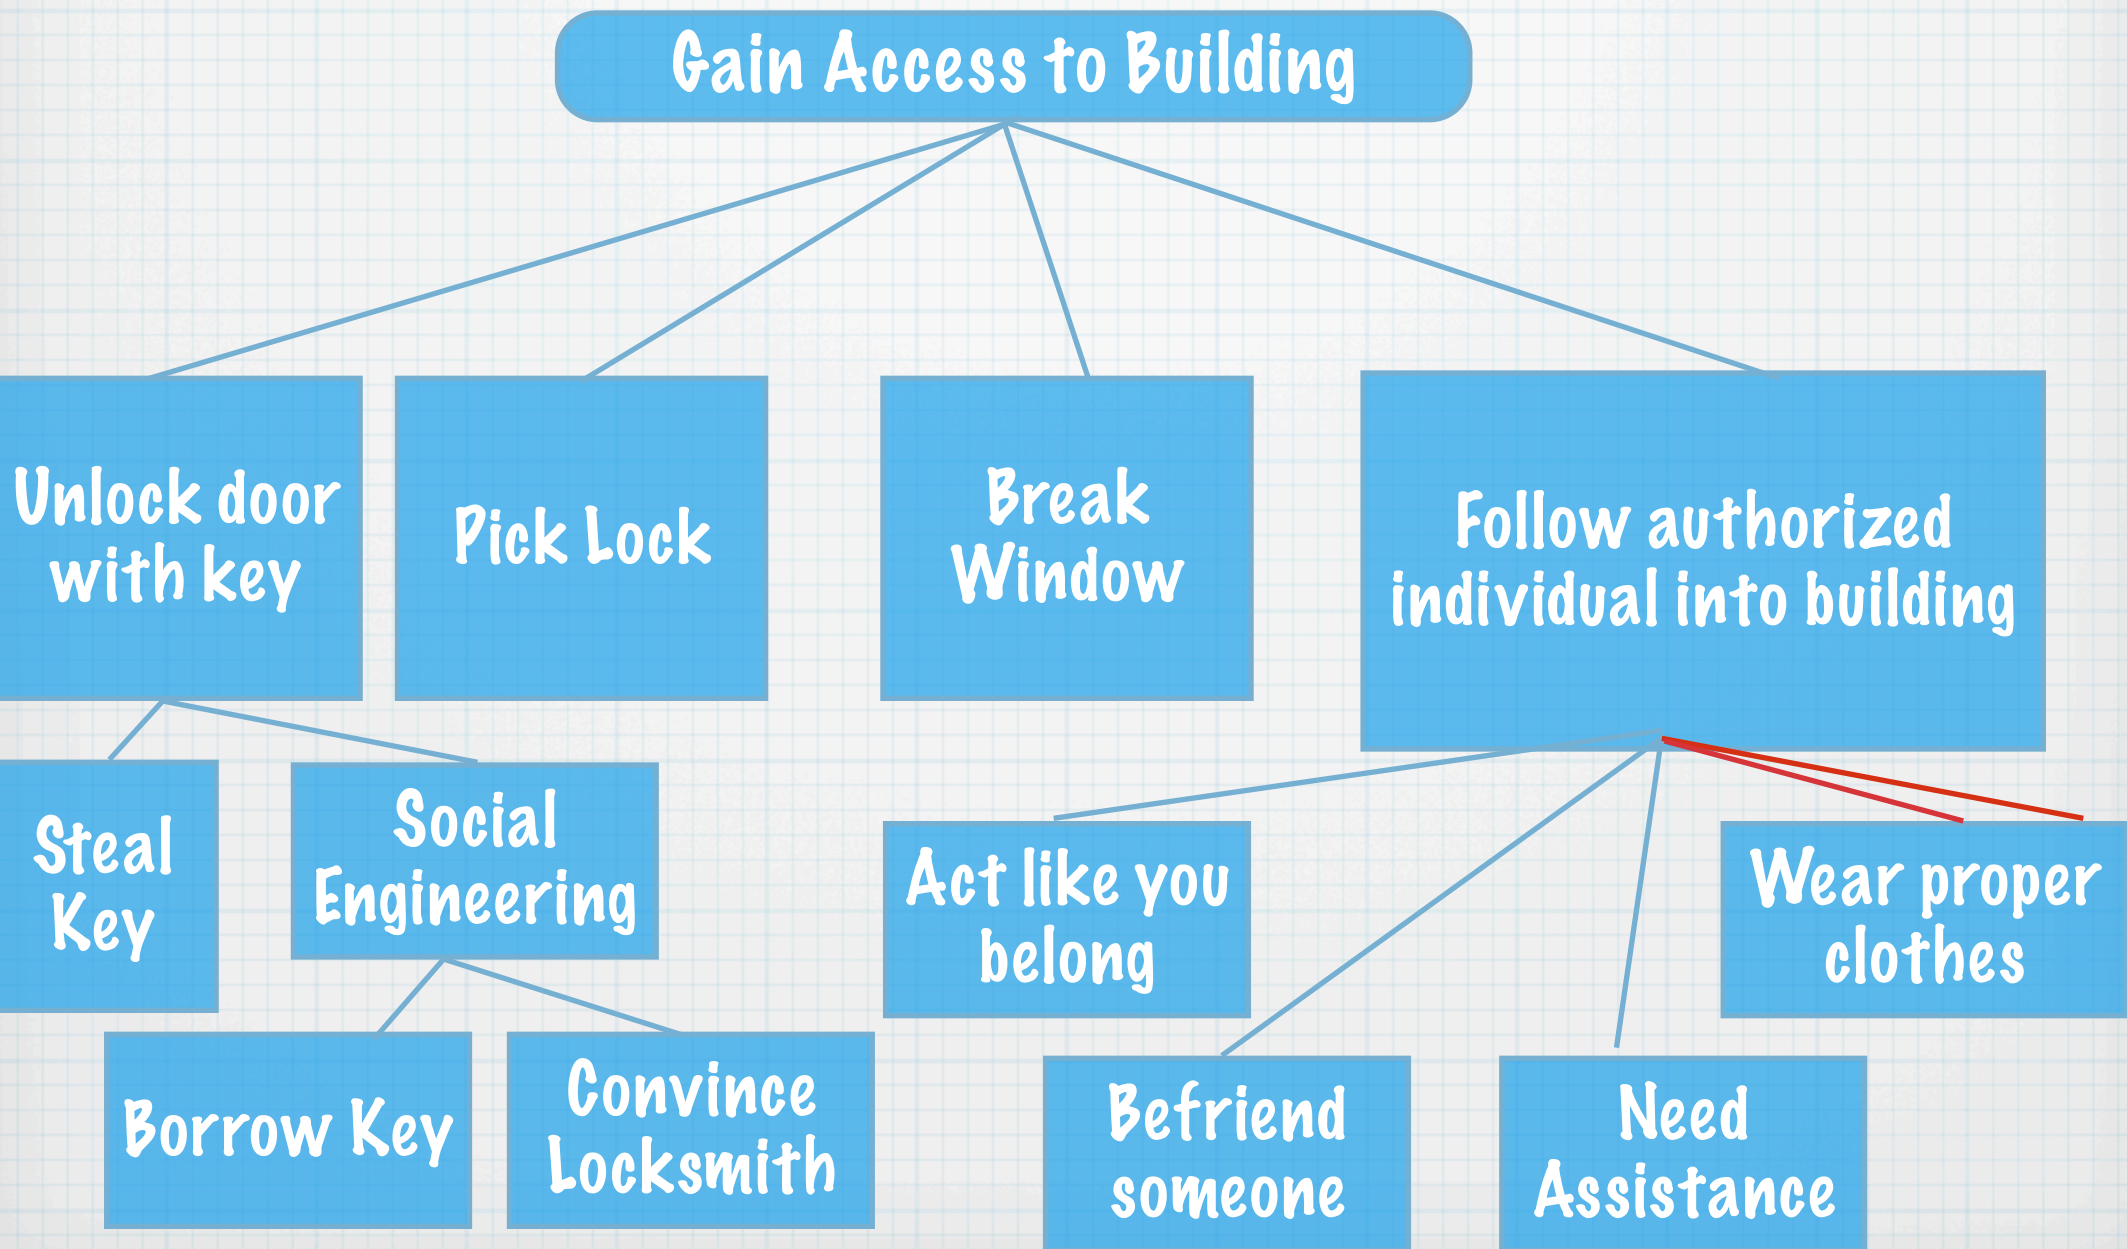 Gain Access to Building
Unlock door
with key
Pick Lock
Break
Window
Follow authorized
individual into building
Steal
Key
Social
Engineering
Act like you
belong
Wear proper
clothes
Borrow Key
Convince
Locksmith
Befriend
someone
Need
Assistance